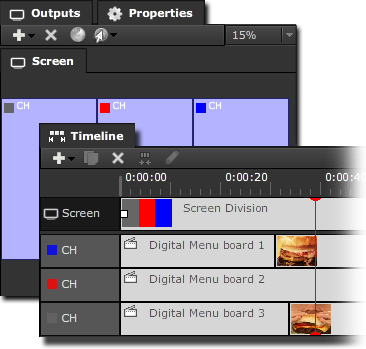 Outputs Properties
15%
Screen
CH CH CH
Timeline
0:00:00 0:00:20 0:00:40
Screen Screen Division
CH Digital Menu board 1
CH Digital Menu board 2
CH Digital Menu board 3